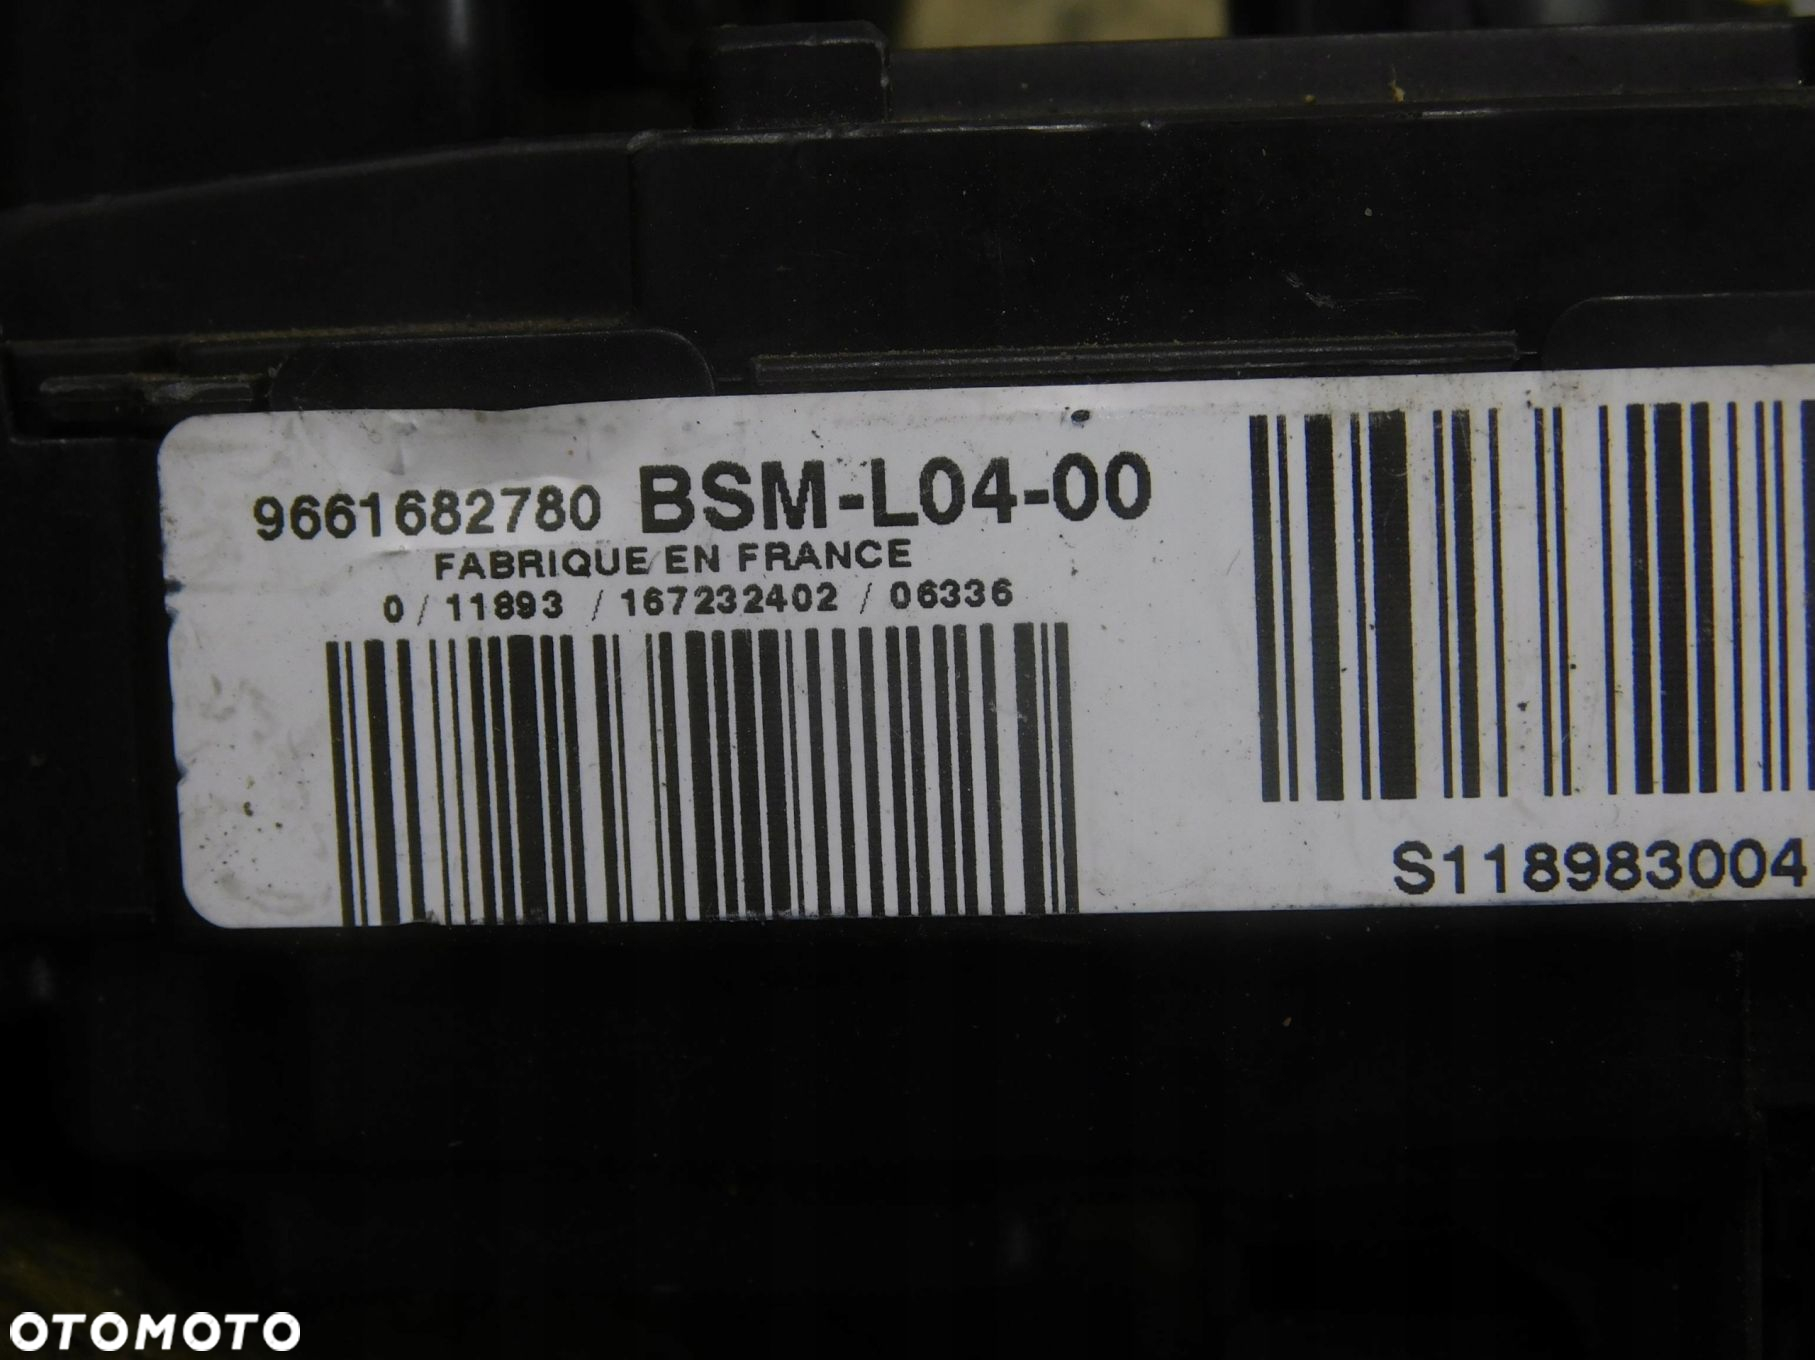 9661682780 BSM-L04-00
FABRIQUE EN FRANCE
0 / 11893 / 167232402 / 06336
S118983004
OTOMOTO